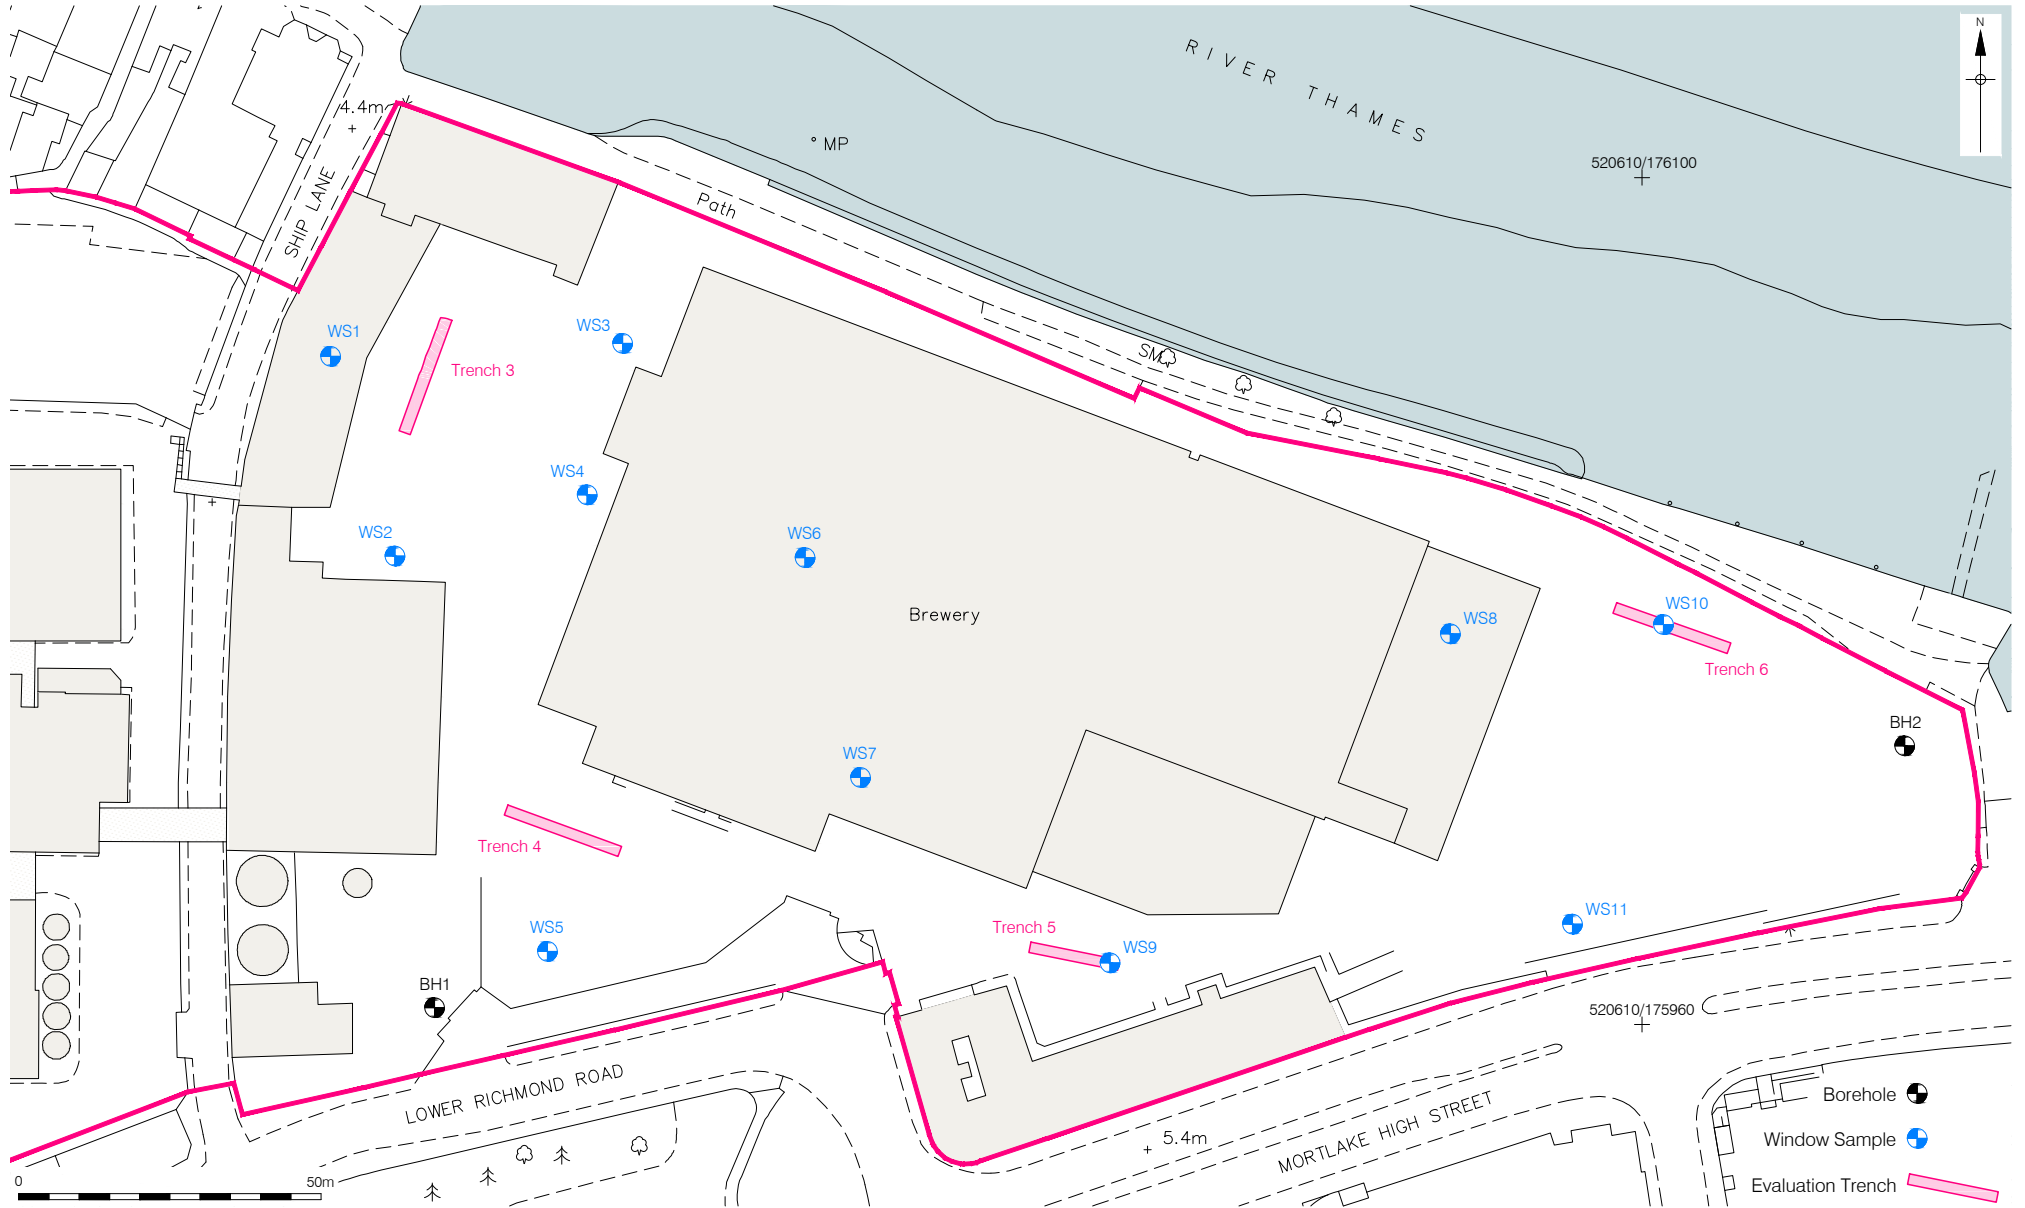 RIVER THAMES
N
4.4m
MP
520610/176100
SHIP LANE
Path
WS1
WS3
SM
Trench 3
WS4
WS2
WS6
Brewery
WS10
WS8
Trench 6
BH2
WS7
Trench 4
WS11
WS5
Trench 5
WS9
BH1
520610/175960
LOWER RICHMOND ROAD
MORTLAKE HIGH STREET
5.4m
Borehole
Window Sample
Evaluation Trench
0 50m